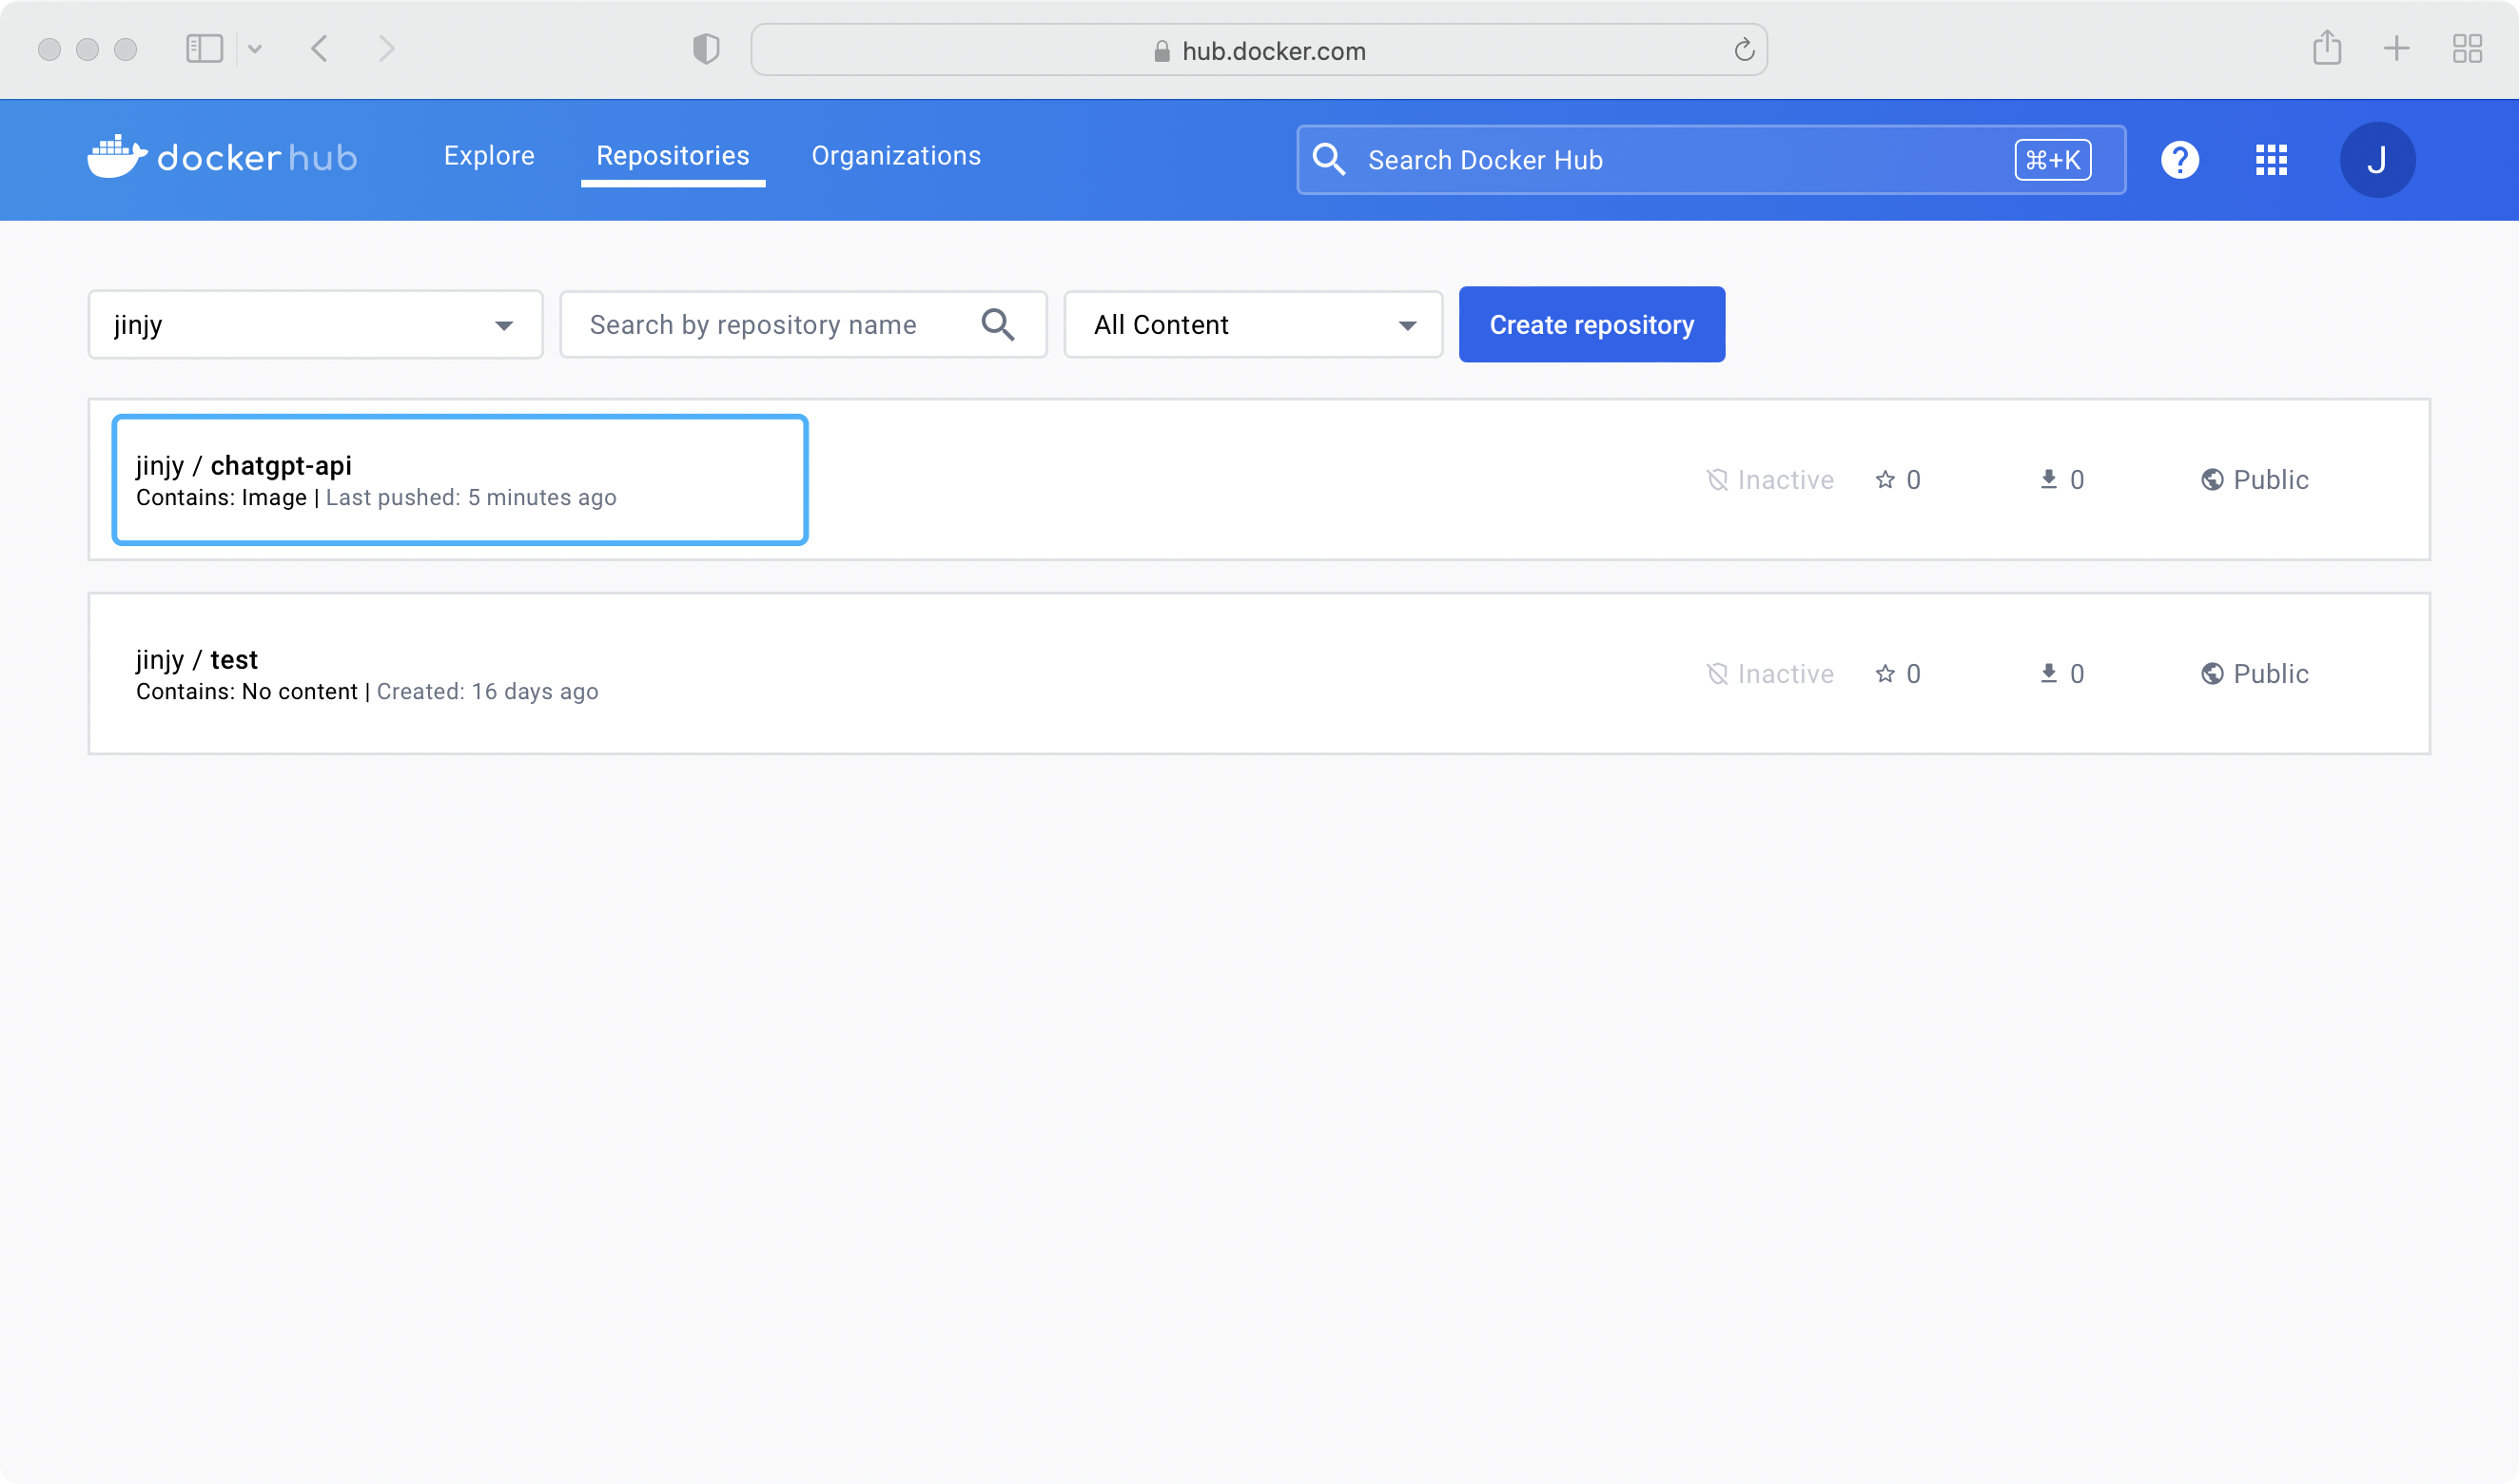 hub.docker.com
docker hub
Explore
Repositories
Organizations
Search Docker Hub
⌘+K
J
jinjy
Search by repository name
All Content
Create repository
jinjy / chatgpt-api
Contains: Image | Last pushed: 5 minutes ago
Inactive
0
0
Public
jinjy / test
Contains: No content | Created: 16 days ago
Inactive
0
0
Public